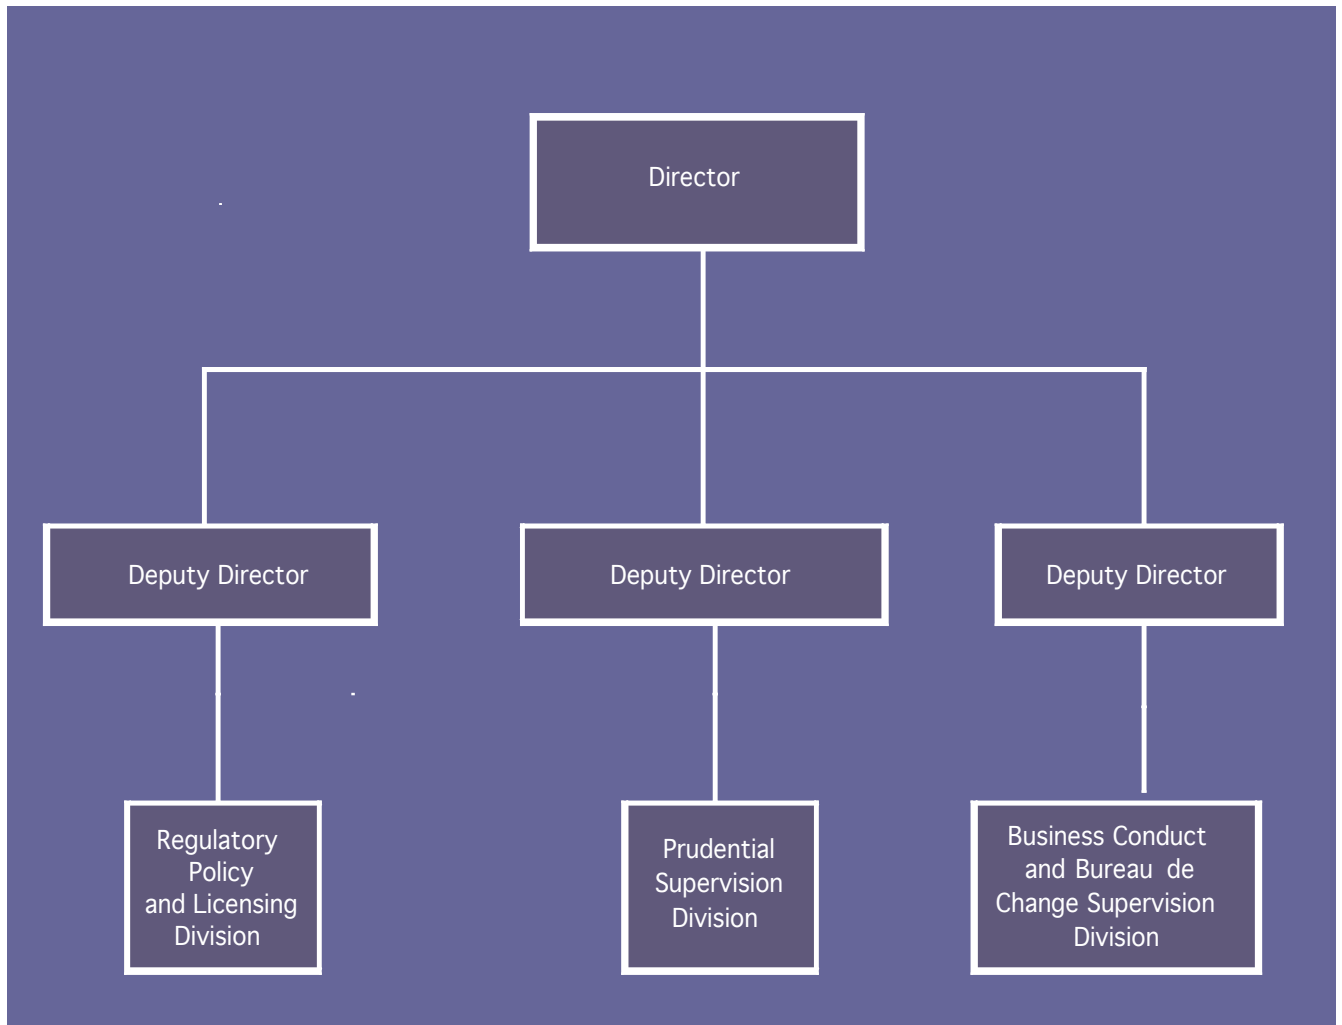 Director
Deputy Director
Deputy Director
Deputy Director
Regulatory
Policy
and Licensing
Division
Prudential
Supervision
Division
Business Conduct
and Bureau de
Change Supervision
Division